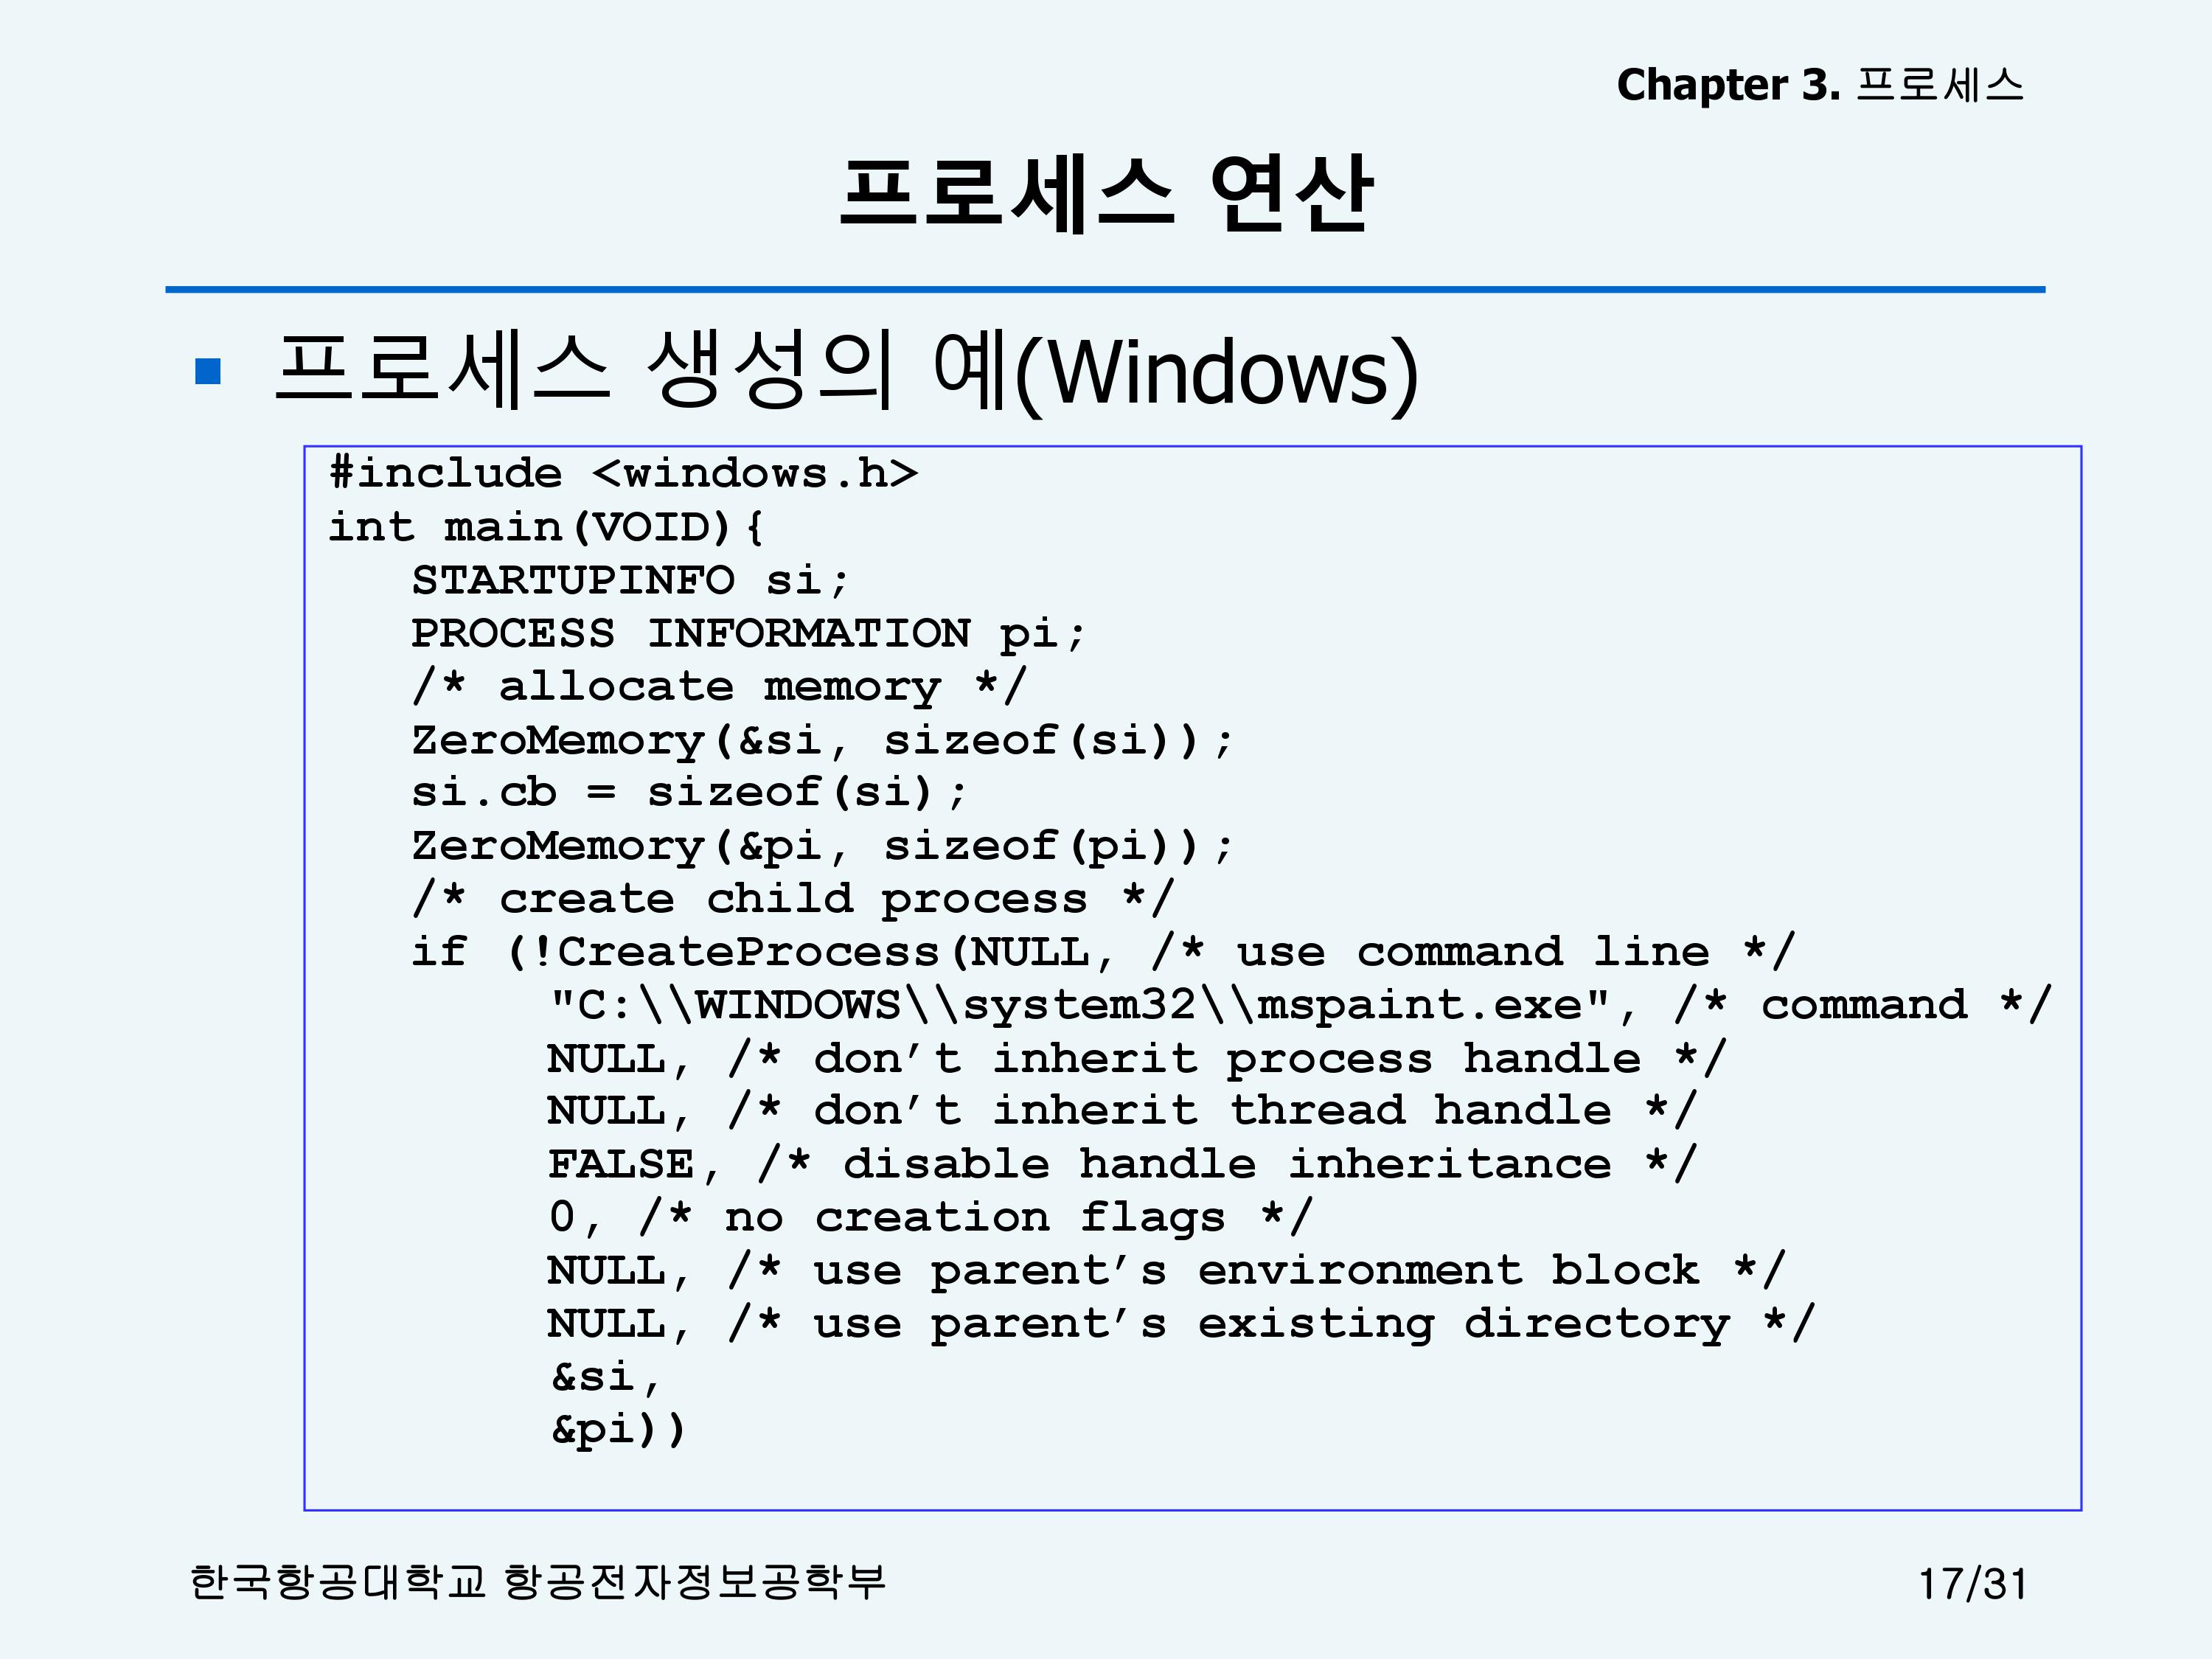 Chapter 3. 프로세스
프로세스 연산
프로세스 생성의 예(Windows)
#include <windows.h>
int main(VOID){
STARTUPINFO si;
PROCESS INFORMATION pi;
/* allocate memory */
ZeroMemory(&si, sizeof(si));
si.cb = sizeof(si);
ZeroMemory(&pi, sizeof(pi));
/* create child process */
if (!CreateProcess(NULL, /* use command line */
"C:\\WINDOWS\\system32\\mspaint.exe", /* command */
NULL, /* don’t inherit process handle */
NULL, /* don’t inherit thread handle */
FALSE, /* disable handle inheritance */
0, /* no creation flags */
NULL, /* use parent’s environment block */
NULL, /* use parent’s existing directory */
&si,
&pi))
한국항공대학교 항공전자정보공학부
17/31